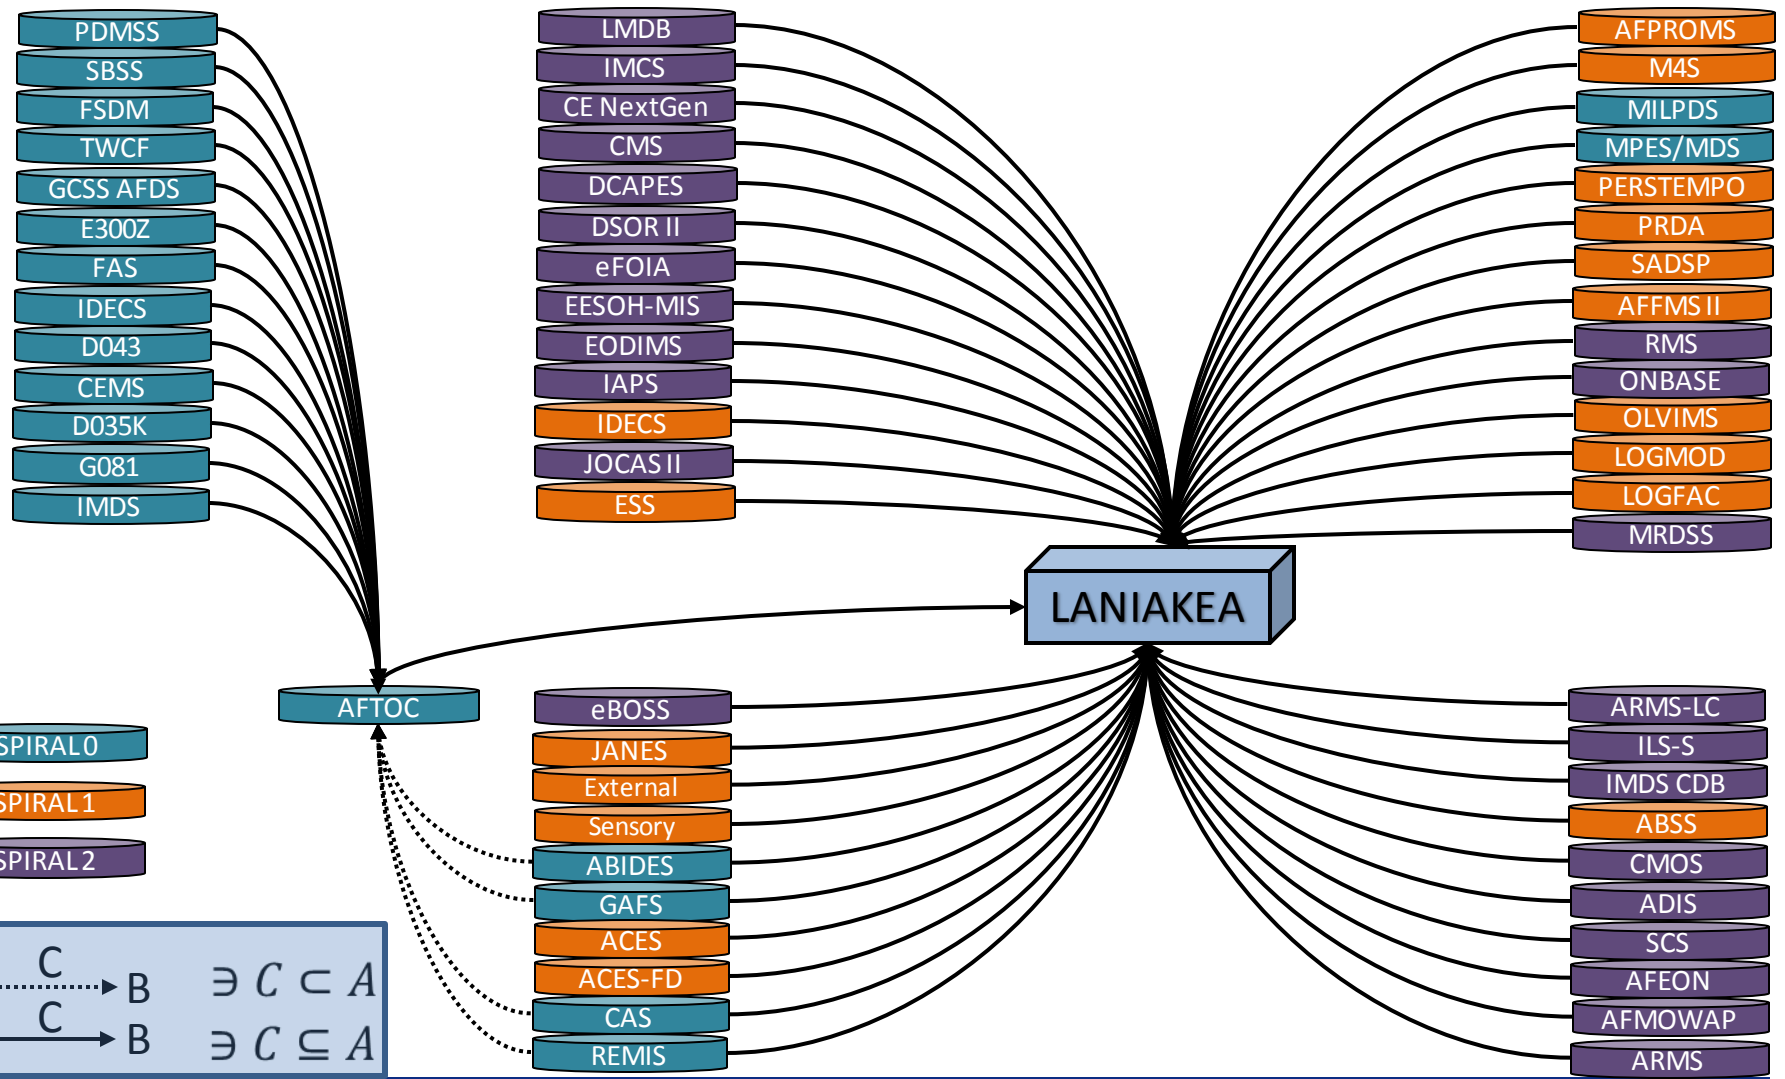 PDMSS
SBSS
FSDM
TWCF
GCSS AFDS
E300Z
FAS
IDECS
D043
CEMS
D035K
G081
IMDS
LMDB
IMCS
CE NextGen
CMS
DCAPES
DSOR II
eFOIA
EESOH-MIS
EODIMS
IAPS
IDECS
JOCAS II
ESS
AFPROMS
M4S
MILPDS
MPES/MDS
PERSTEMPO
PRDA
SADSP
AFFMS II
RMS
ONBASE
OLVIMS
LOGMOD
LOGFAC
MRDSS
LANIAKEA
AFTOC
eBOSS
JANES
External
Sensory
ABIDES
GAFS
ACES
ACES-FD
CAS
REMIS
ARMS-LC
ILS-S
IMDS CDB
ABSS
CMOS
ADIS
SCS
AFEON
AFMOWAP
ARMS
SPIRAL 0
SPIRAL 1
SPIRAL 2
C B ∋ C ⊂ A
C B ∋ C ⊆ A